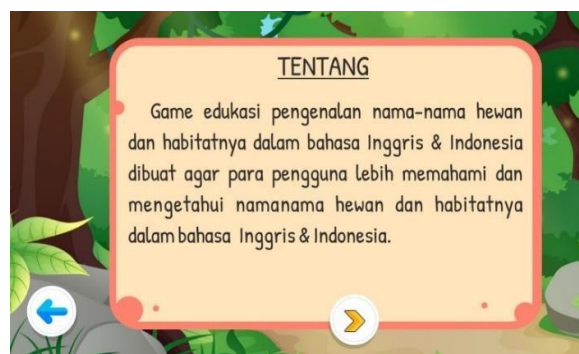 TENTANG
Game edukasi pengenalan nama-nama hewan
dan habitatnya dalam bahasa Inggris & Indonesia
dibuat agar para pengguna lebih memahami dan
mengetahui namanama hewan dan habitatnya
dalam bahasa Inggris & Indonesia.